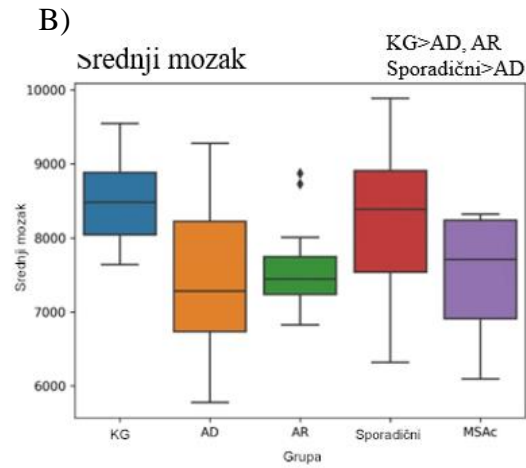 B)
Srednji mozak
KG>AD, AR
Sporadični>AD
10000
9000
8000
7000
6000
Srednji mozak
KG
AD
AR
Sporadični
MSAc
Grupa